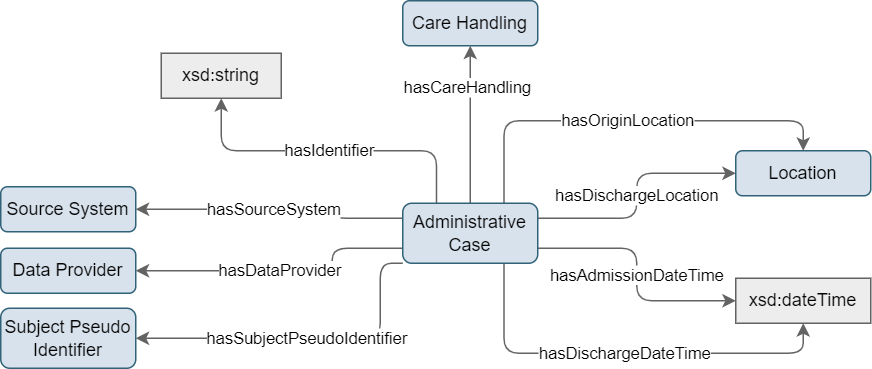 Care Handling
xsd:string
hasCareHandling
hasOriginLocation
hasIdentifier
Location
hasDischargeLocation
Source System
hasSourceSystem
Administrative
Case
Data Provider
hasDataProvider
hasAdmissionDateTime
xsd:dateTime
Subject Pseudo
Identifier
hasSubjectPseudoIdentifier
hasDischargeDateTime